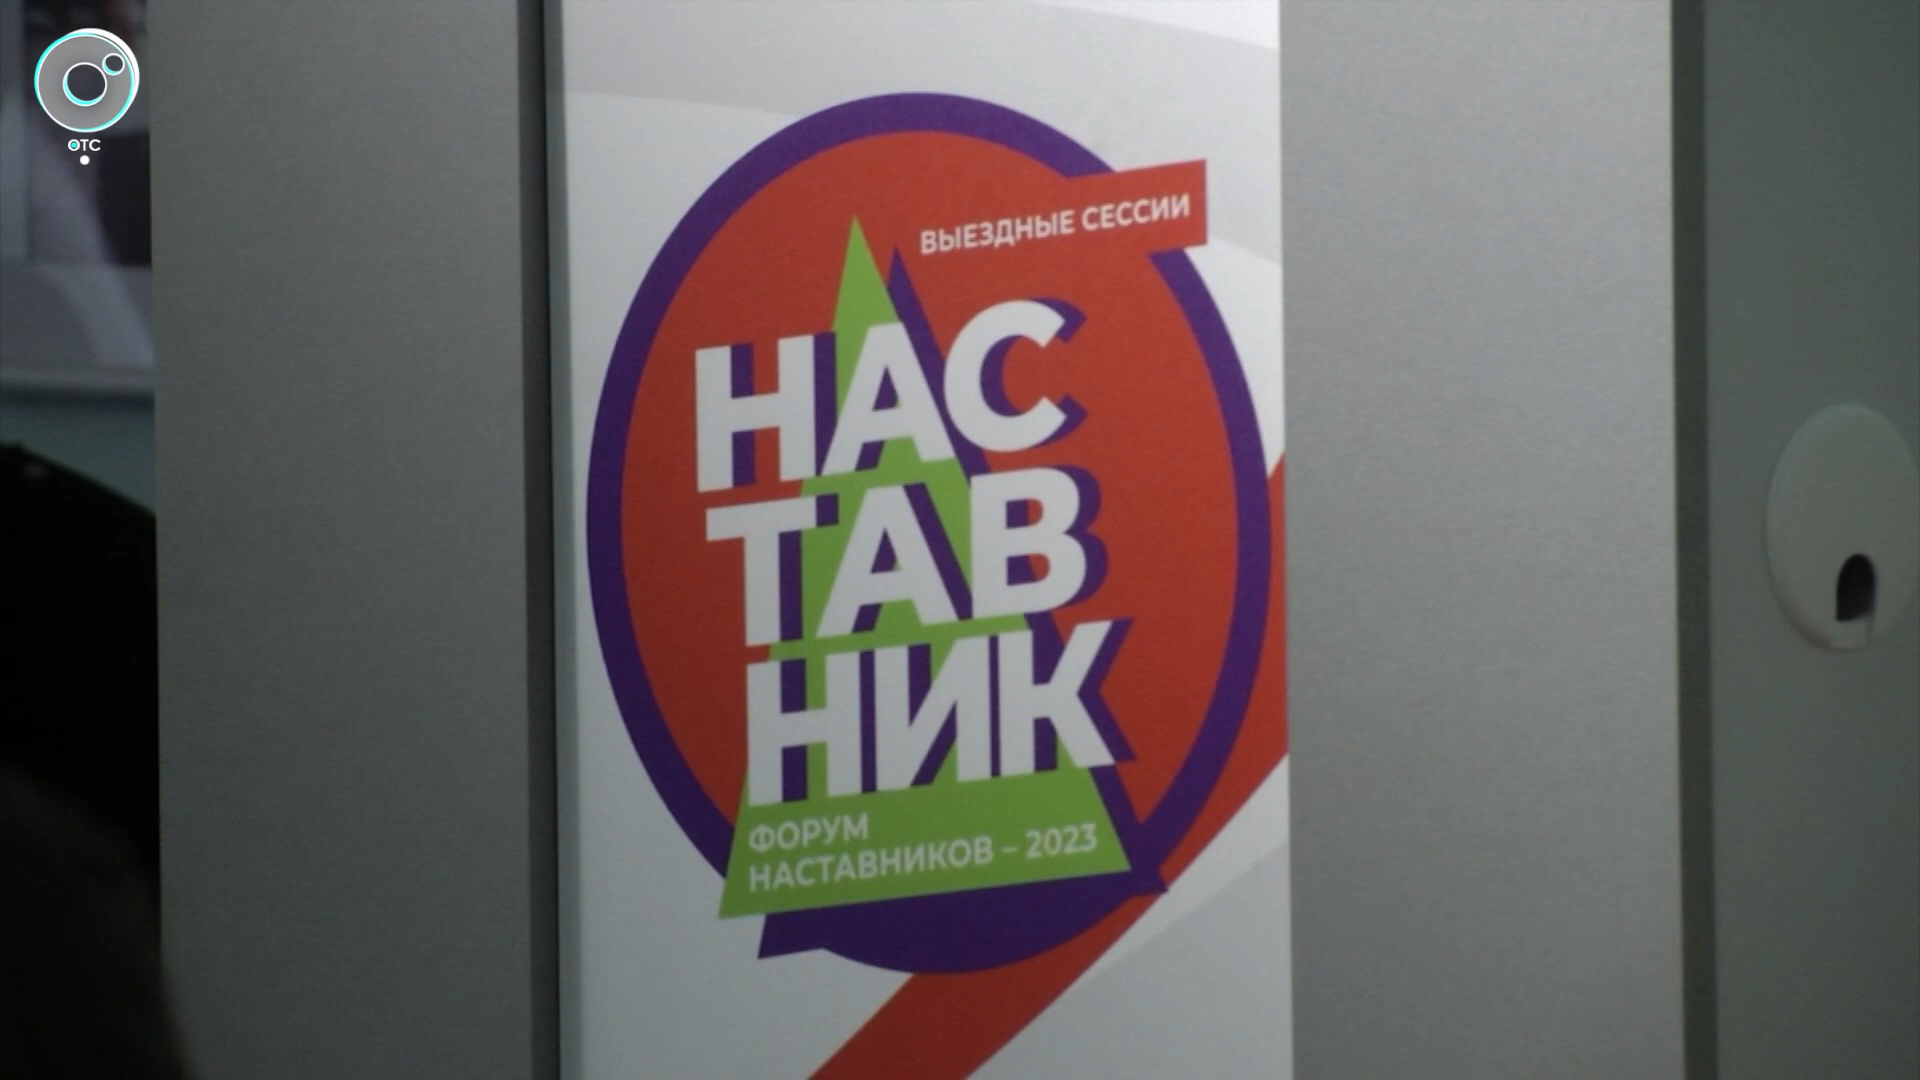 ОТС
ВЫЕЗДНЫЕ СЕССИИ
НАС
ТАВ
НИК
ФОРУМ
НАСТАВНИКОВ – 2023